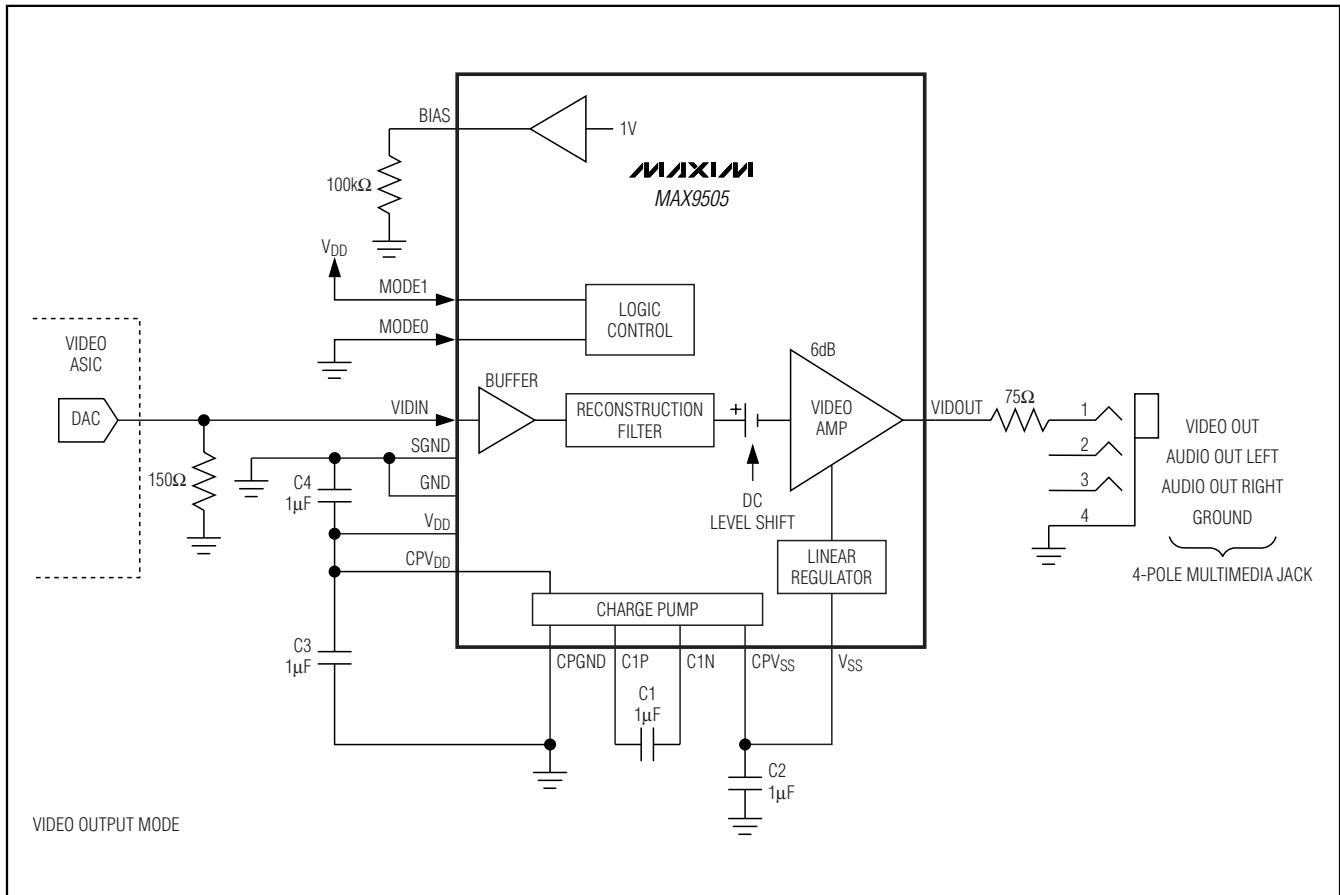 BIAS
1V
MAXIM
MAX9505
100kΩ
VDD
MODE1
MODE0
LOGIC
CONTROL
VIDEO
ASIC
DAC
VIDIN
BUFFER
RECONSTRUCTION
FILTER
+
DC
LEVEL SHIFT
6dB
VIDEO
AMP
VIDOUT
75Ω
1
2
3
4
VIDEO OUT
AUDIO OUT LEFT
AUDIO OUT RIGHT
GROUND
4-POLE MULTIMEDIA JACK
150Ω
SGND
GND
C4
1µF
VDD
CPVDD
LINEAR
REGULATOR
CHARGE PUMP
C3
1µF
CPGND
C1P
C1N
CPVSS
VSS
C1
1µF
C2
1µF
VIDEO OUTPUT MODE